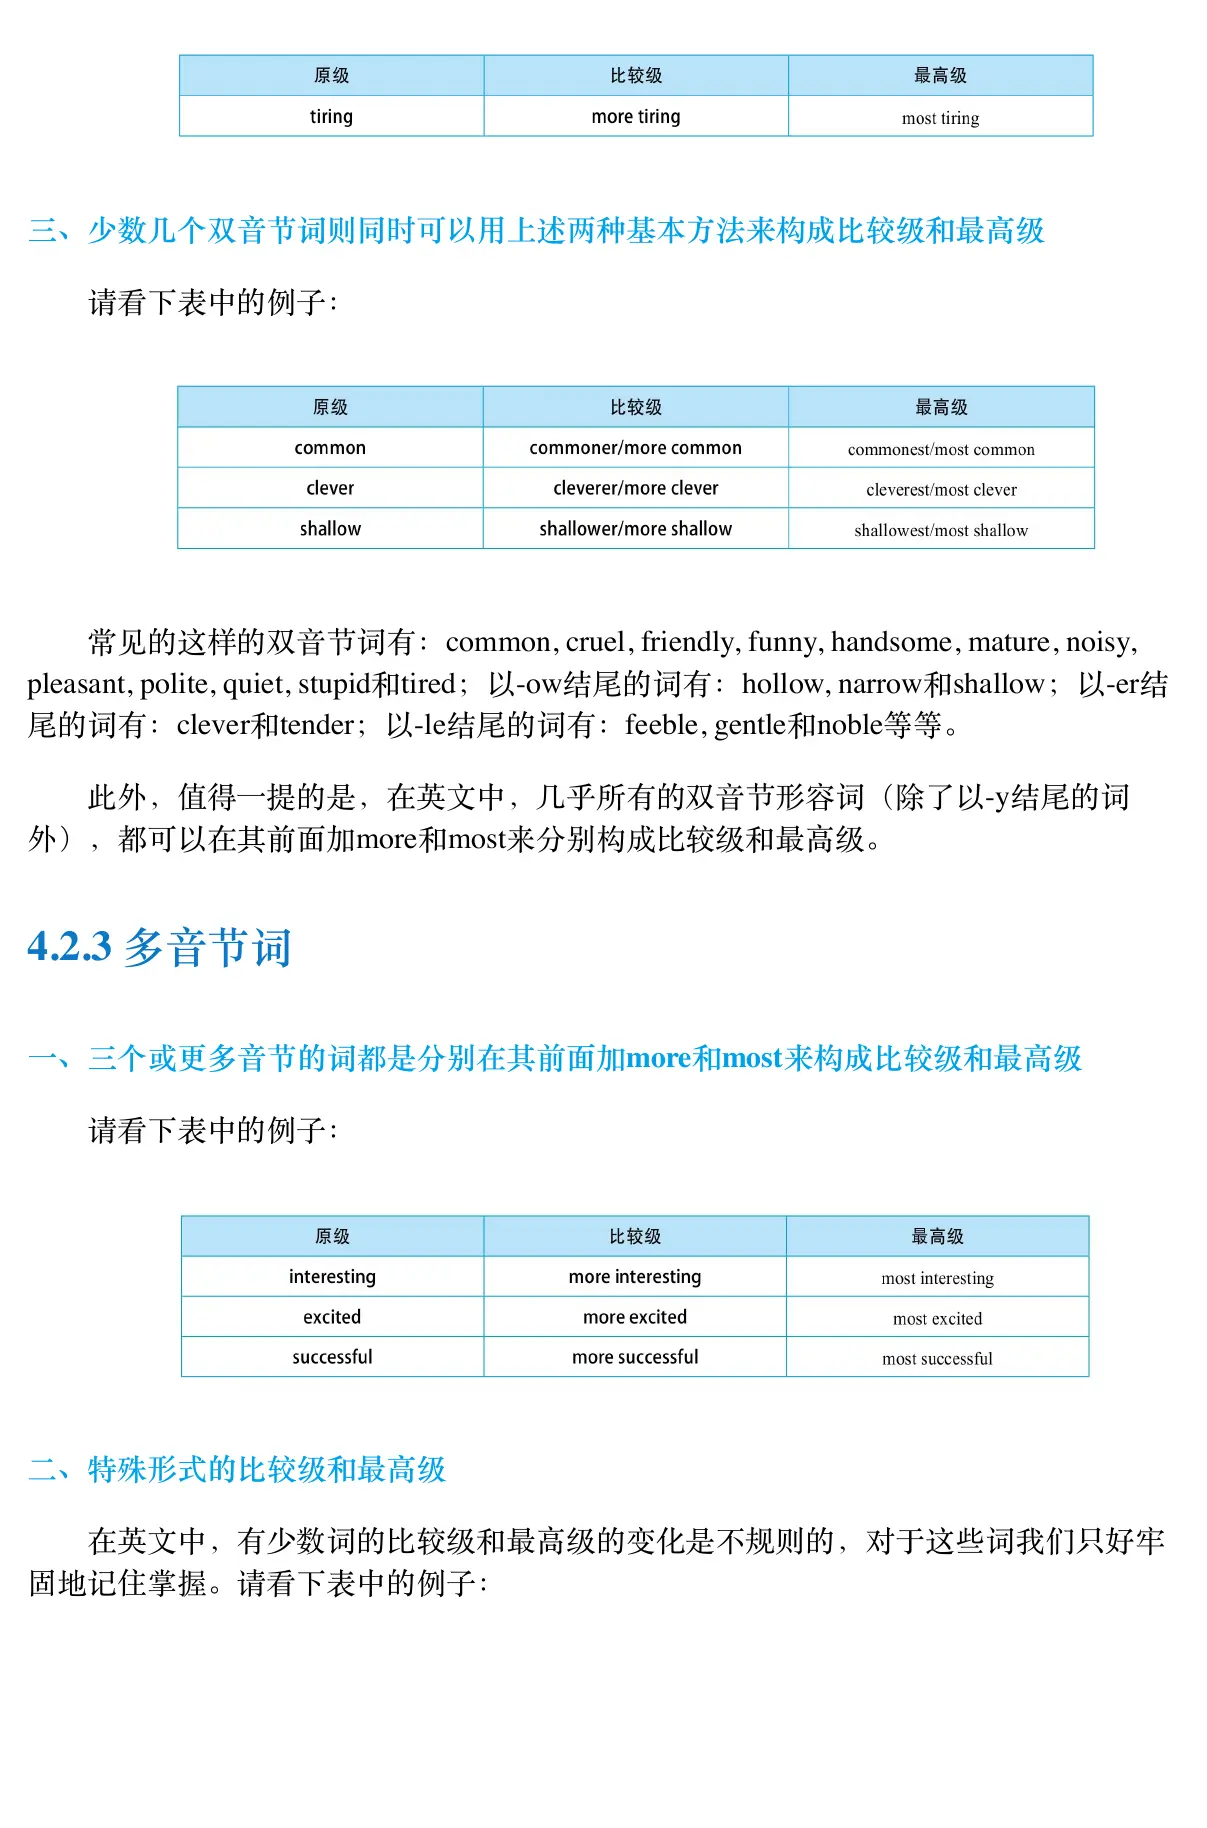 原级 比较级 最高级
tiring more tiring most tiring
三、少数几个双音节词则同时可以用上述两种基本方法来构成比较级和最高级
请看下表中的例子：
原级 比较级 最高级
common commoner/more common commonest/most common
clever cleverer/more clever cleverest/most clever
shallow shallower/more shallow shallowest/most shallow
常见的这样的双音节词有：common, cruel, friendly, funny, handsome, mature, noisy,
pleasant, polite, quiet, stupid和tired；以-ow结尾的词有：hollow, narrow和shallow；以-er结
尾的词有：clever和tender；以-le结尾的词有：feeble, gentle和noble等等。
此外，值得一提的是，在英文中，几乎所有的双音节形容词（除了以-y结尾的词
外），都可以在其前面加more和most来分别构成比较级和最高级。
4.2.3 多音节词
一、三个或更多音节的词都是分别在其前面加more和most来构成比较级和最高级
请看下表中的例子：
原级 比较级 最高级
interesting more interesting most interesting
excited more excited most excited
successful more successful most successful
二、特殊形式的比较级和最高级
在英文中，有少数词的比较级和最高级的变化是不规则的，对于这些词我们只好牢
固地记住掌握。请看下表中的例子：